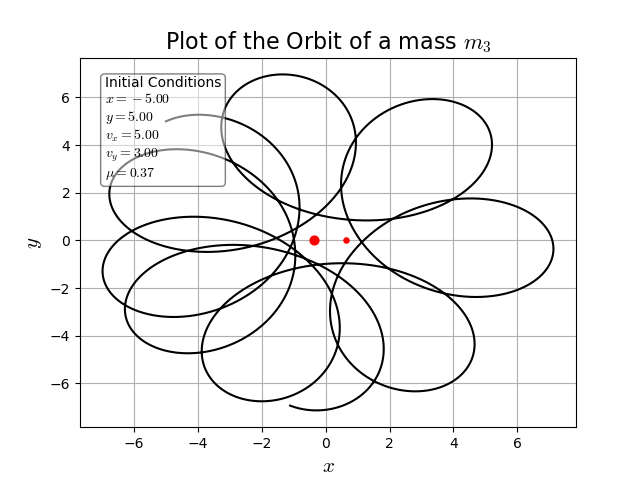 Plot of the Orbit of a mass m₃
Initial Conditions
x = −5.00
y = 5.00
vₓ = 5.00
v_y = 3.00
μ = 0.37
6
4
2
0
−2
−4
−6
y
−6 −4 −2 0 2 4 6
x